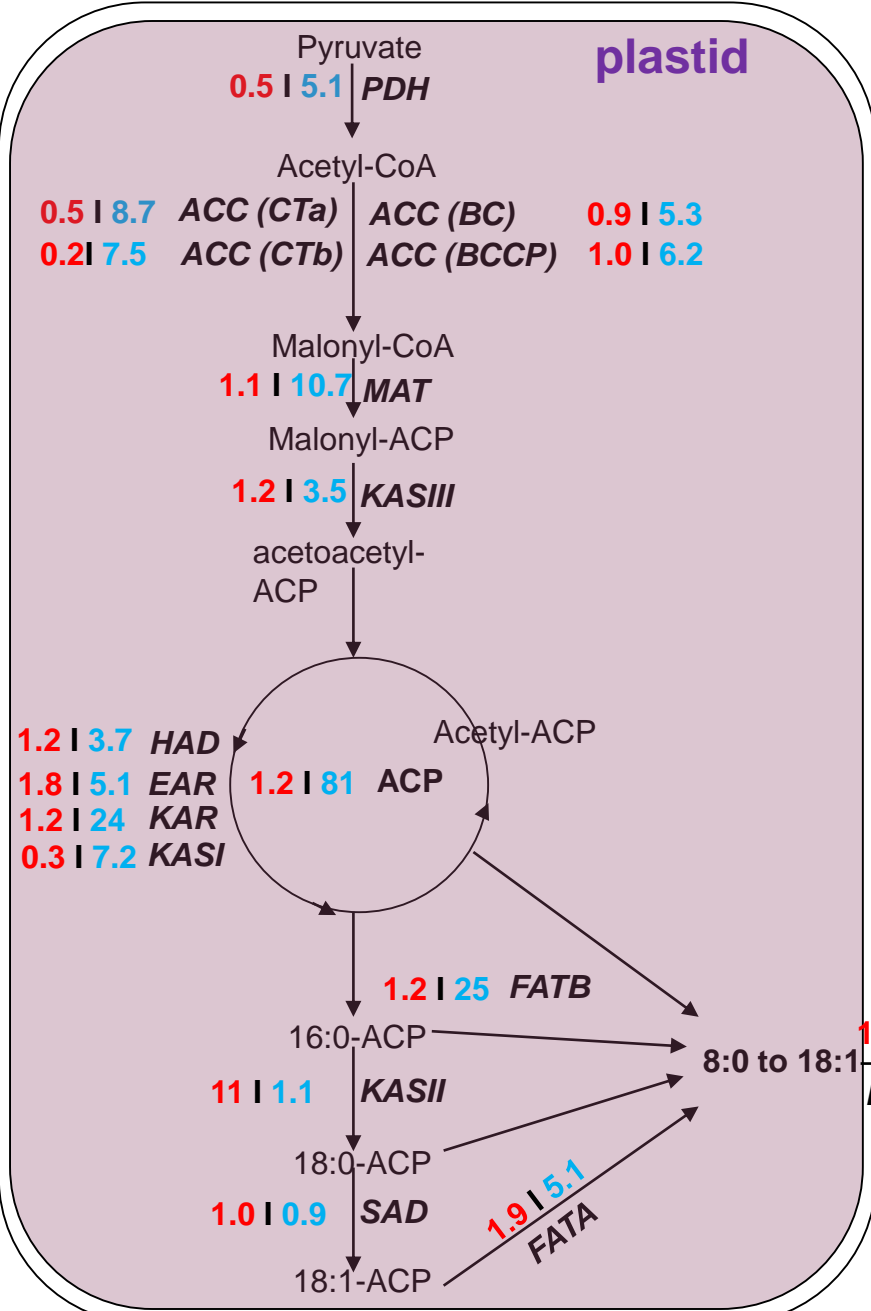 Pyruvate
plastid
0.5 I 5.1 PDH
Acetyl-CoA
0.5 I 8.7 ACC (CTa) ACC (BC) 0.9 I 5.3
0.2I 7.5 ACC (CTb) ACC (BCCP) 1.0 I 6.2
Malonyl-CoA
1.1 I 10.7 MAT
Malonyl-ACP
1.2 I 3.5 KASIII
acetoacetyl-
ACP
Acetyl-ACP
1.2 I 3.7 HAD
1.8 I 5.1 EAR
1.2 I 81 ACP
1.2 I 24 KAR
0.3 I 7.2 KASI
1.2 I 25 FATB
16:0-ACP
8:0 to 18:1
11 I 1.1 KASII
18:0-ACP
1.0 I 0.9 SAD
1.9 I 5.1
FATA
18:1-ACP